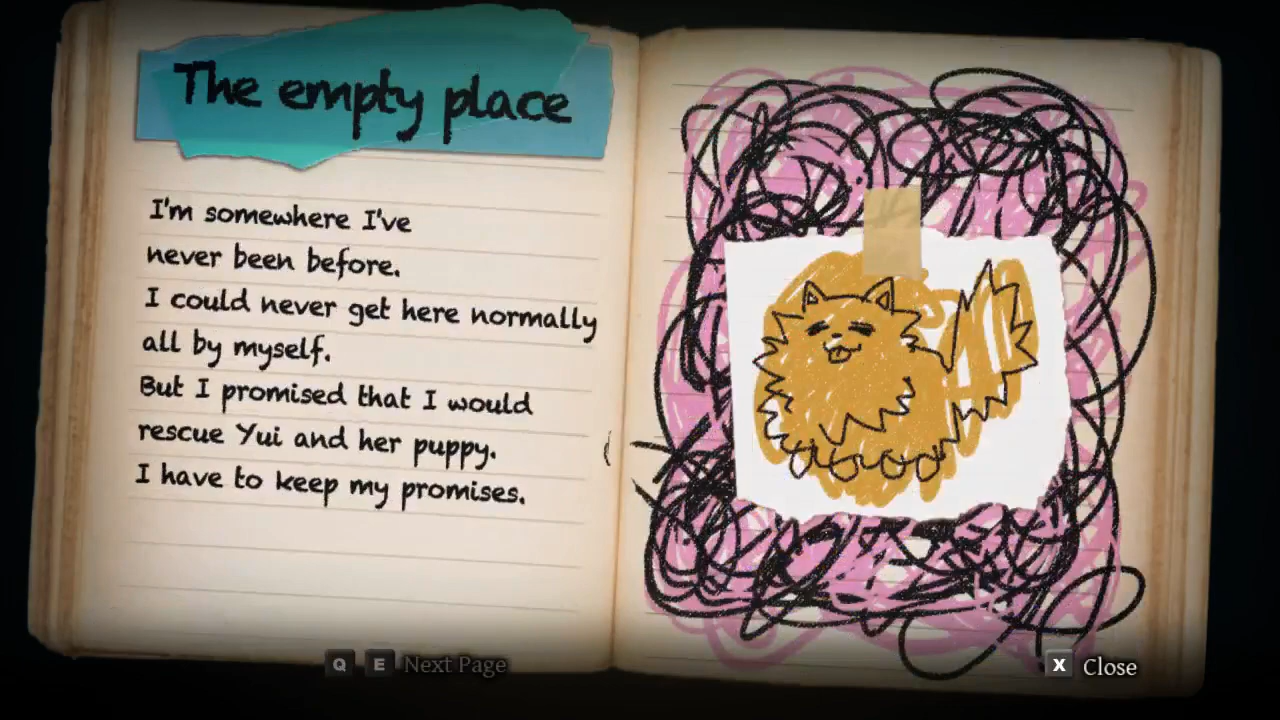 The empty place
I'm somewhere I've
never been before.
I could never get here normally
all by myself.
But I promised that I would
rescue Yui and her puppy.
I have to keep my promises.
Q E Next Page
X Close